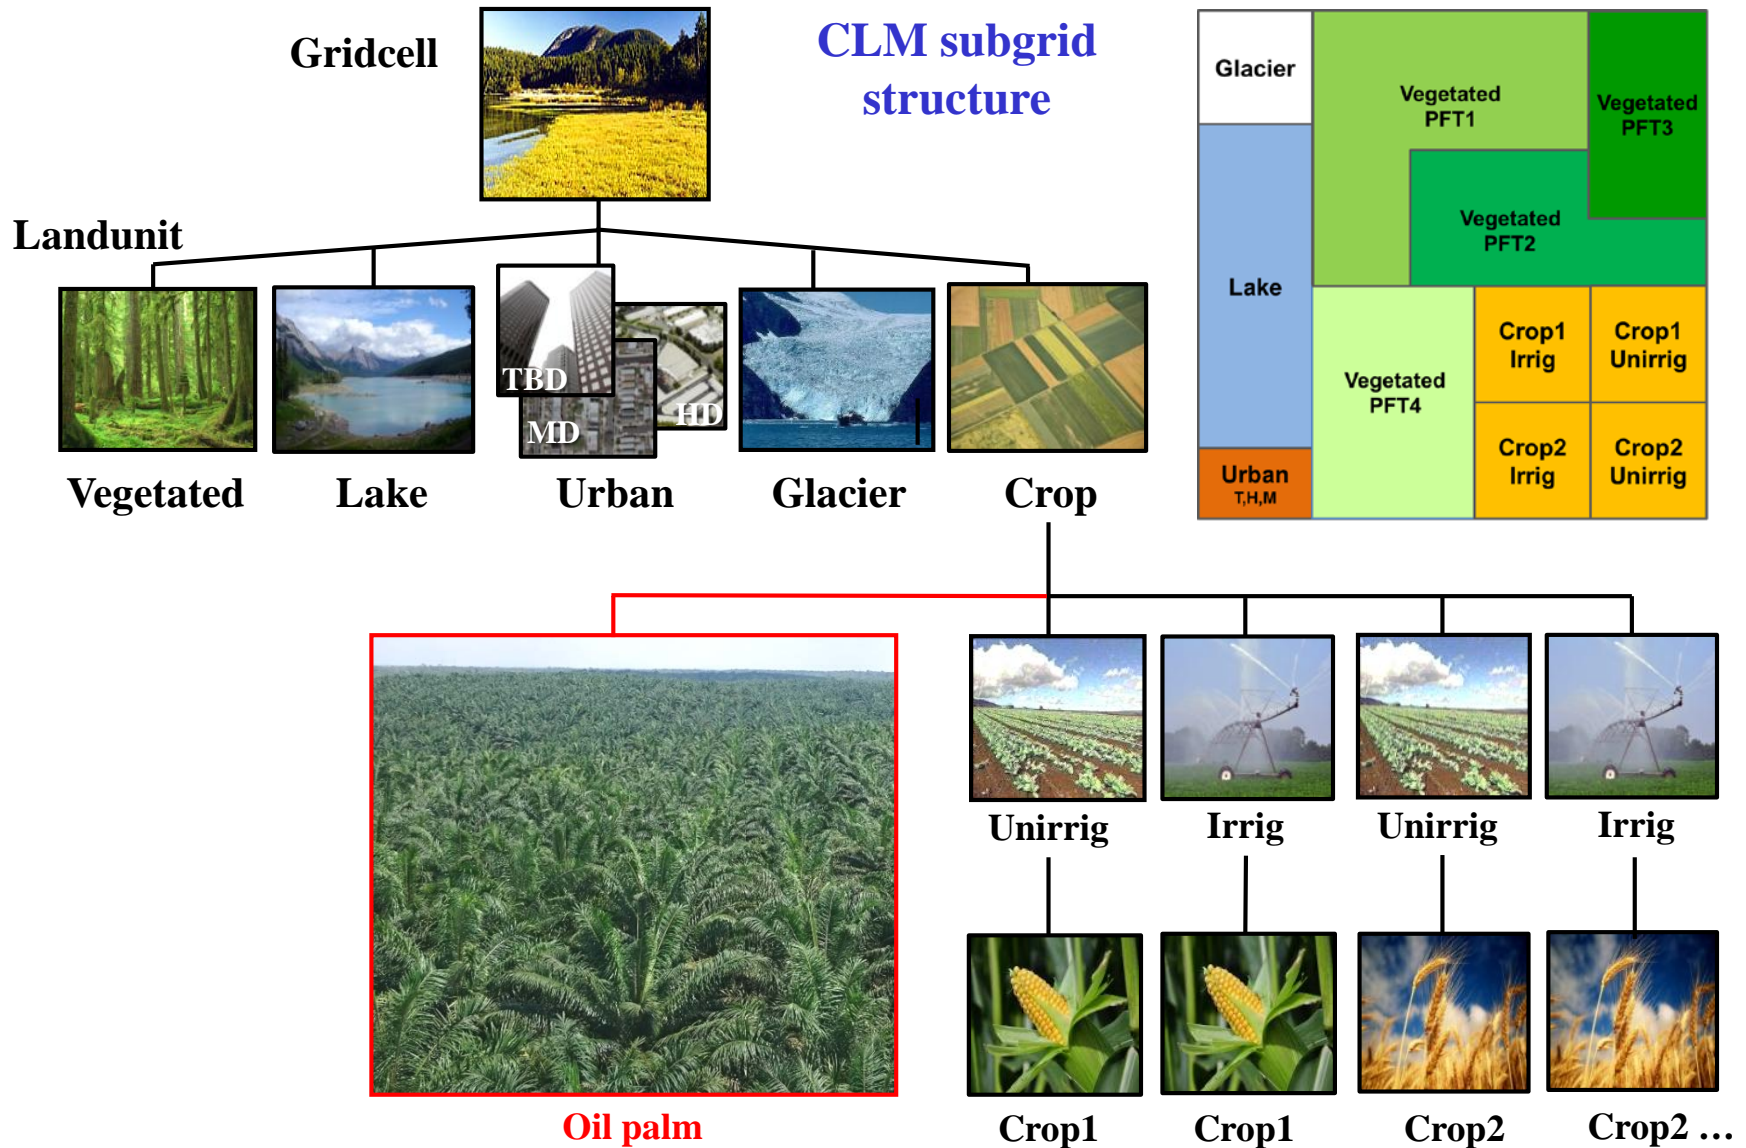 Gridcell
CLM subgrid
structure
Landunit
TBD
MD
HD
Vegetated
Lake
Urban
Glacier
Crop
Glacier
Vegetated
PFT1
Vegetated
PFT3
Vegetated
PFT2
Lake
Vegetated
PFT4
Crop1
Irrig
Crop1
Unirrig
Crop2
Irrig
Crop2
Unirrig
Urban
T,H,M
Unirrig
Irrig
Unirrig
Irrig
Oil palm
Crop1
Crop1
Crop2
Crop2 ...